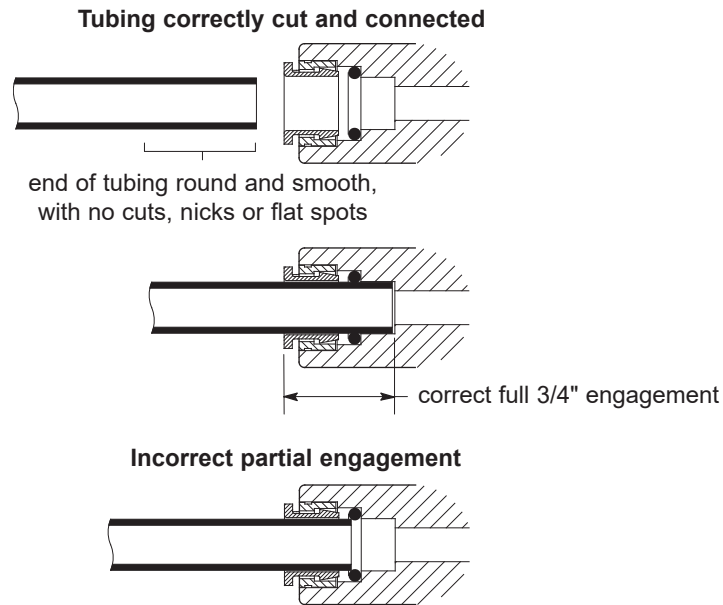 Tubing correctly cut and connected
end of tubing round and smooth,
with no cuts, nicks or flat spots
correct full 3/4" engagement
Incorrect partial engagement